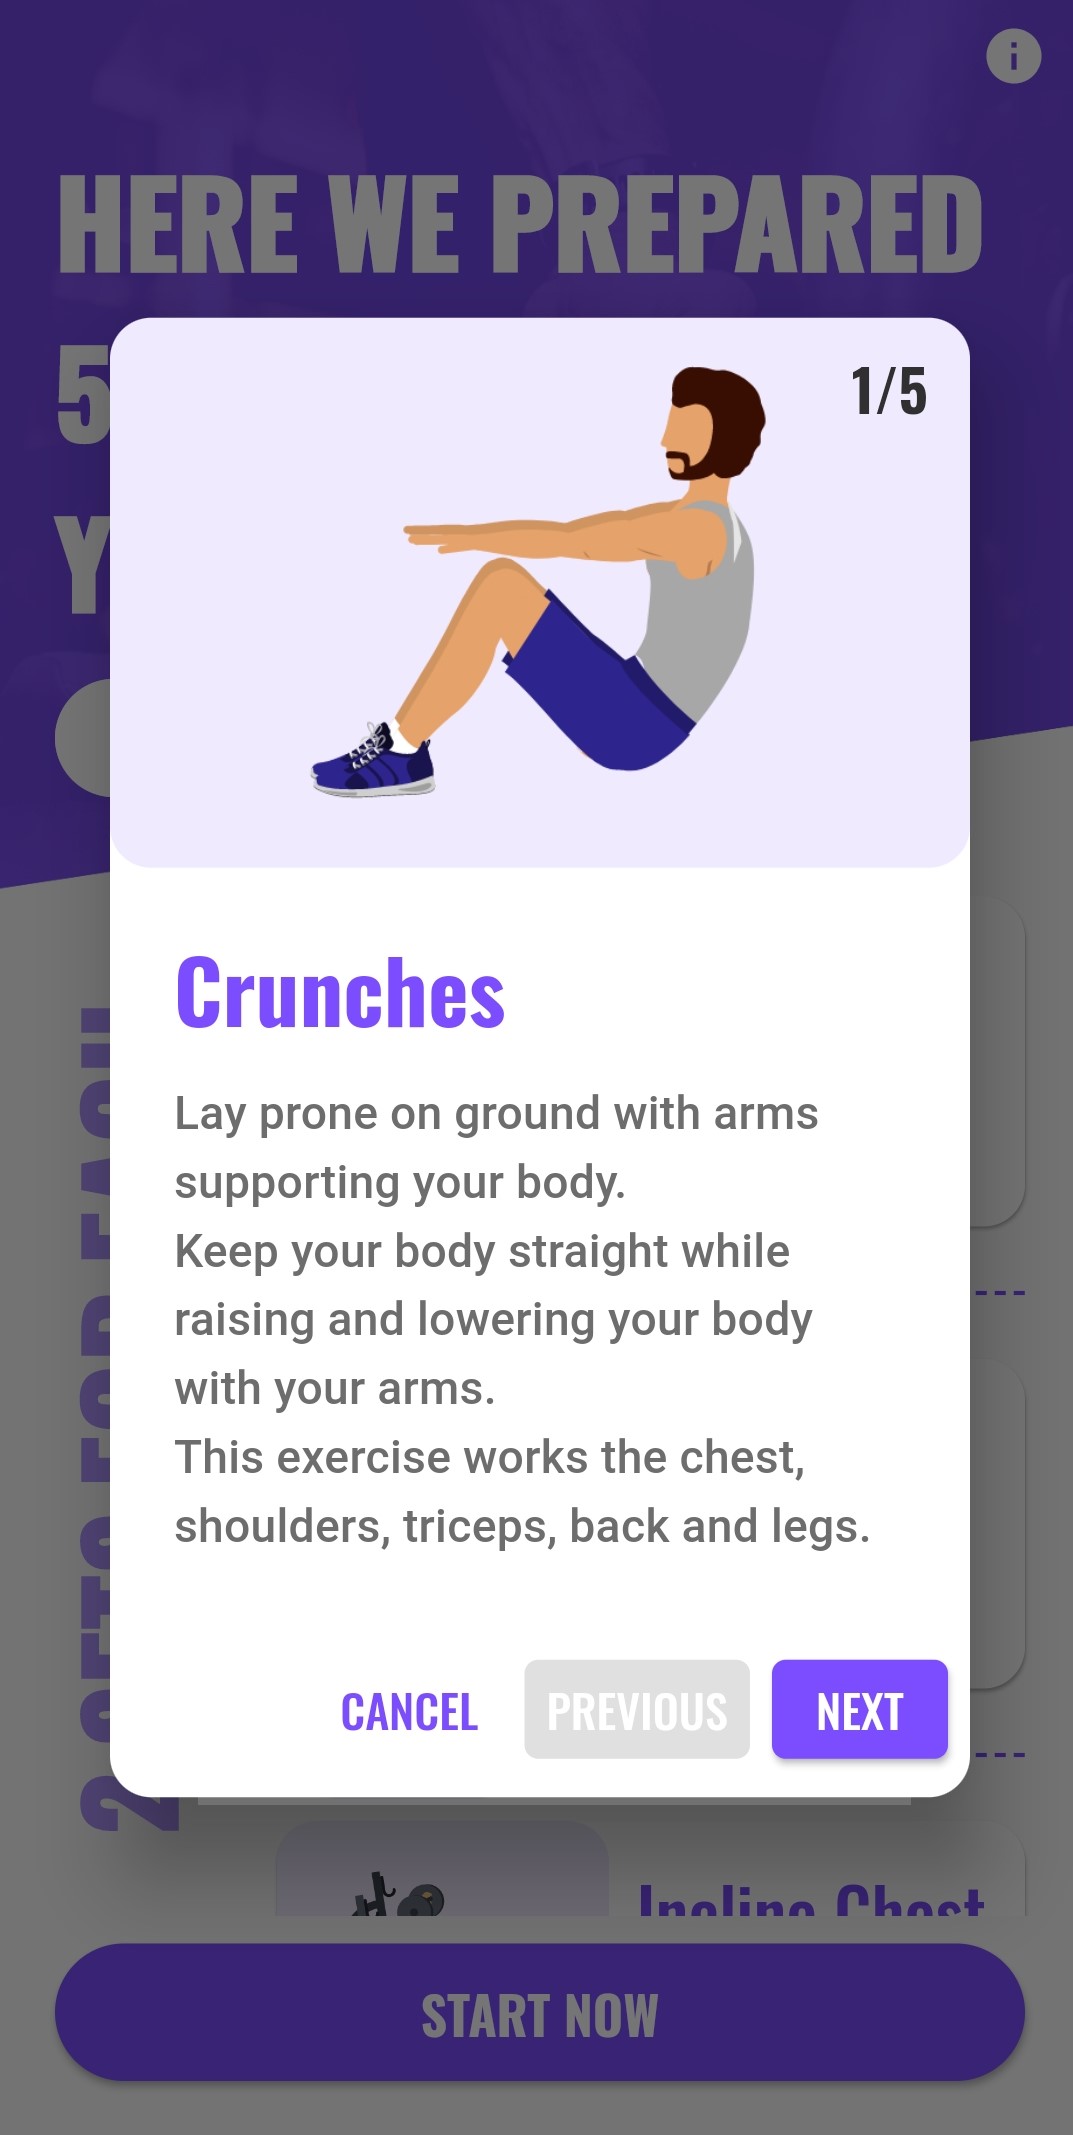 HERE WE PREPARED
5
Y
1/5
Crunches
Lay prone on ground with arms
supporting your body.
Keep your body straight while
raising and lowering your body
with your arms.
This exercise works the chest,
shoulders, triceps, back and legs.
CANCEL PREVIOUS NEXT
Incline Chest
START NOW